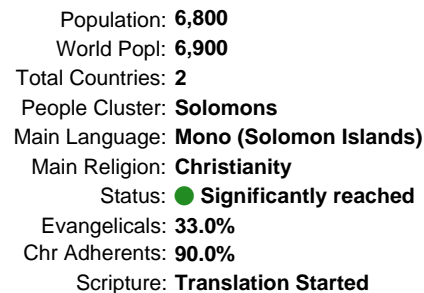 Population: 6,800
World Popl: 6,900
Total Countries: 2
People Cluster: Solomons
Main Language: Mono (Solomon Islands)
Main Religion: Christianity
Status: Significantly reached
Evangelicals: 33.0%
Chr Adherents: 90.0%
Scripture: Translation Started